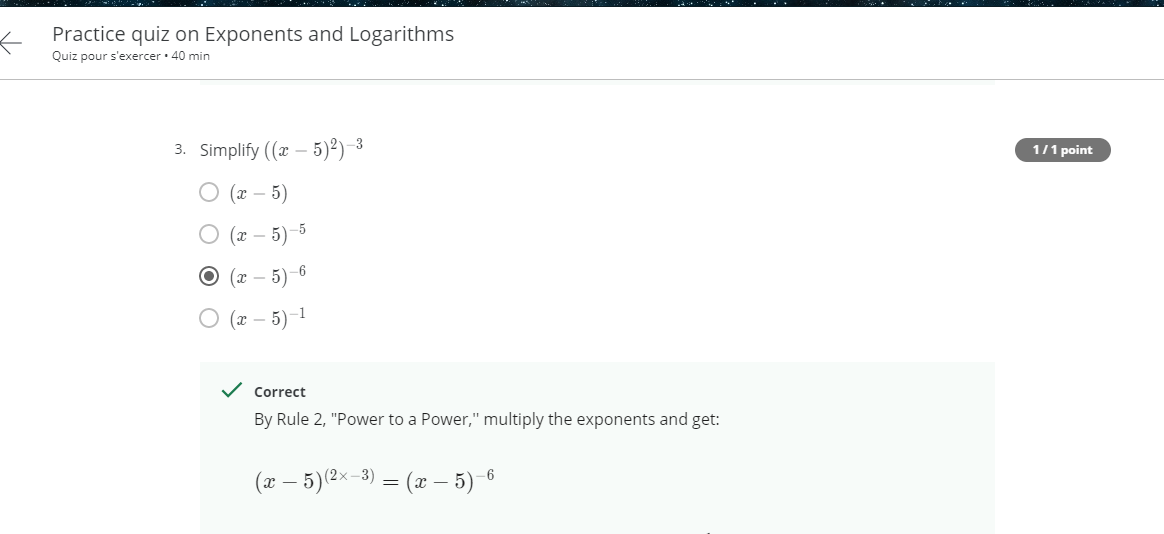 Practice quiz on Exponents and Logarithms
Quiz pour s'exercer • 40 min
3. Simplify ((x − 5)²)⁻³
1 / 1 point
(x − 5)
(x − 5)⁻⁵
(x − 5)⁻⁶
(x − 5)⁻¹
Correct
By Rule 2, "Power to a Power," multiply the exponents and get:
(x − 5)⁽²ˣ⁻³⁾ = (x − 5)⁻⁶